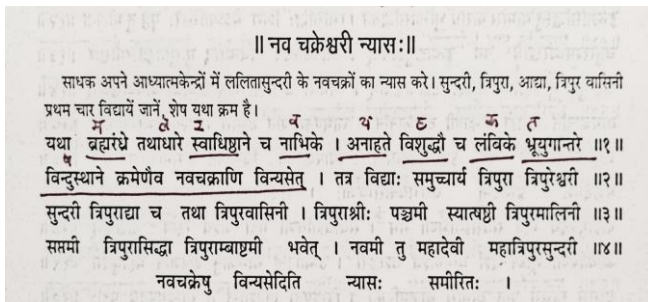 ॥ नव चक्रेश्वरी न्यासः॥
साधक अपने आध्यात्मकेन्द्रों में ललितासुन्दरी के नवचक्रों का न्यास करे। सुन्दरी, त्रिपुरा, आद्या, त्रिपुर वासिनी
प्रथम चार विद्यायें जानें, शेष यथा क्रम है।
यथा ब्रह्मरंध्रे तथाधारे स्वाधिष्ठाने च नाभिके । अनाहते विशुद्धौ च लंविके भ्रूयुगान्तरे ॥१॥
विन्दुस्थाने क्रमेणैव नवचक्राणि विन्यसेत् । तत्र विद्याः समुच्चार्य त्रिपुरा त्रिपुरेश्वरी ॥२॥
सुन्दरी त्रिपुराद्या च तथा त्रिपुरवासिनी । त्रिपुराश्रीः पञ्चमी स्यात्षष्ठी त्रिपुरमालिनी ॥३॥
सप्तमी त्रिपुरासिद्धा त्रिपुराम्वाष्टमी भवेत् । नवमी तु महादेवी महात्रिपुरसुन्दरी ॥४॥
नवचक्रेषु विन्यसेदिति न्यासः समीरितः ।